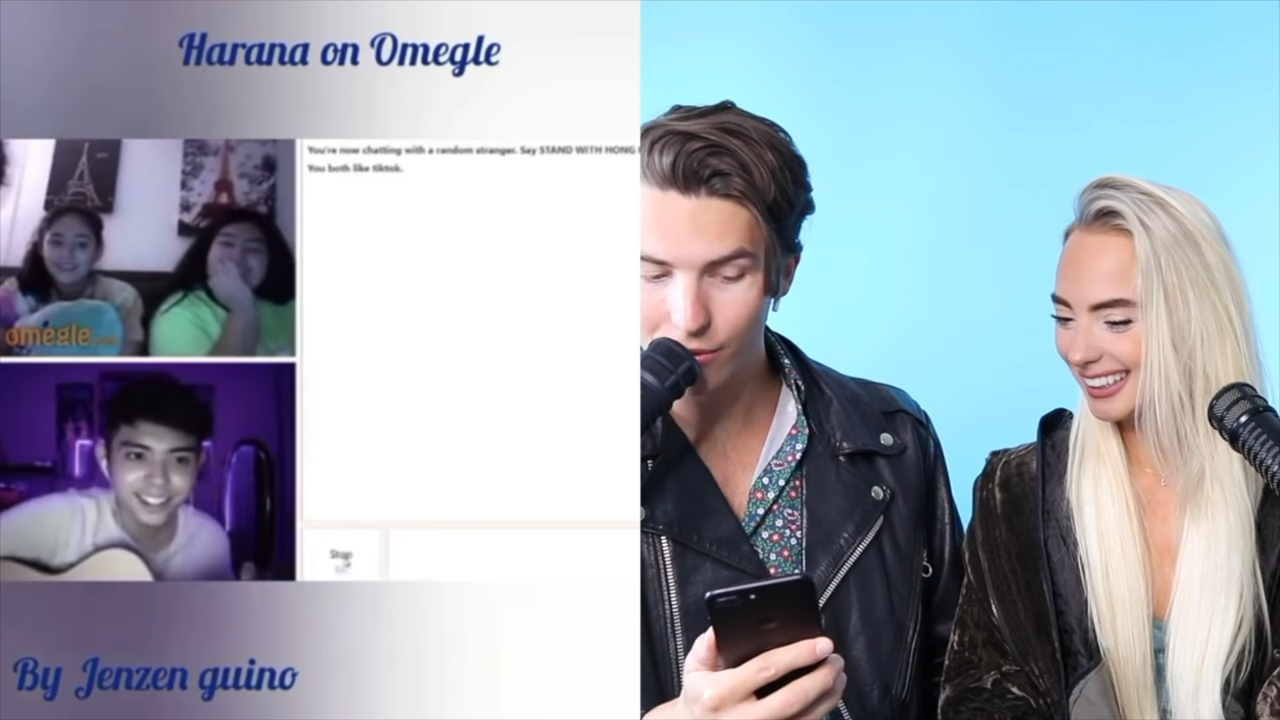 Harana on Omegle
You're now chatting with a random stranger. Say STAND WITH HONG
You both like tiktok.
omegle
Stop
By Jenzen guino